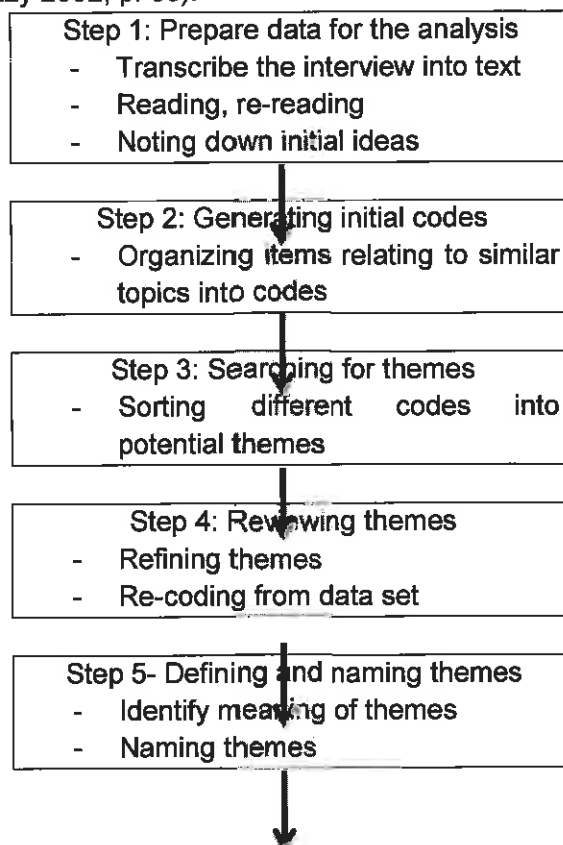 2002, p.
Step 1: Prepare data for the analysis
- Transcribe the interview into text
- Reading, re-reading
- Noting down initial ideas
Step 2: Generating initial codes
- Organizing items relating to similar
topics into codes
Step 3: Searching for themes
- Sorting different codes into
potential themes
Step 4: Reviewing themes
- Refining themes
- Re-coding from data set
Step 5- Defining and naming themes
- Identify meaning of themes
- Naming themes